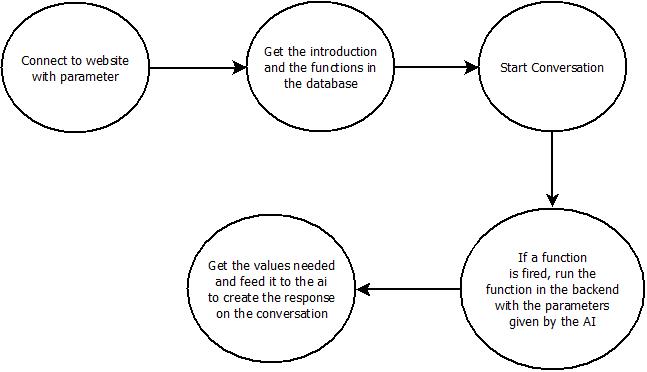 Connect to website
with parameter
Get the introduction
and the functions in
the database
Start Conversation
If a function
is fired, run the
function in the backend
with the parameters
given by the AI
Get the values needed
and feed it to the ai
to create the response
on the conversation